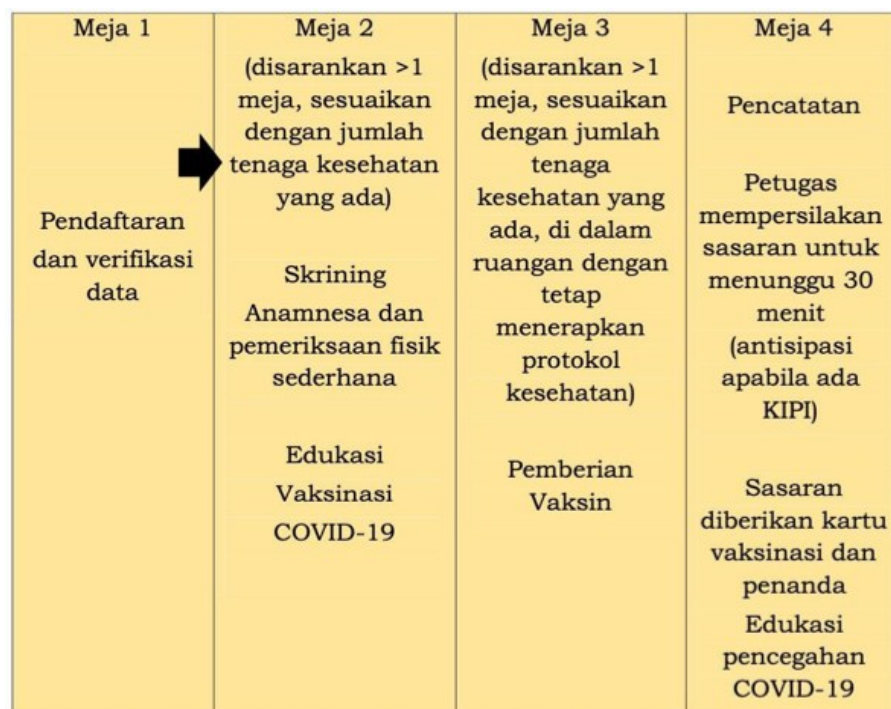 Meja 1
Pendaftaran
dan verifikasi
data
Meja 2
(disarankan >1
meja, sesuaikan
dengan jumlah
tenaga kesehatan
yang ada)
Skrining
Anamnesa dan
pemeriksaan fisik
sederhana
Edukasi
Vaksinasi
COVID-19
Meja 3
(disarankan >1
meja, sesuaikan
dengan jumlah
tenaga
kesehatan yang
ada, di dalam
ruangan dengan
tetap
menerapkan
protokol
kesehatan)
Pemberian
Vaksin
Meja 4
Pencatatan
Petugas
mempersilakan
sasaran untuk
menunggu 30
menit
(antisipasi
apabila ada
KIPI)
Sasaran
diberikan kartu
vaksinasi dan
penanda
Edukasi
pencegahan
COVID-19